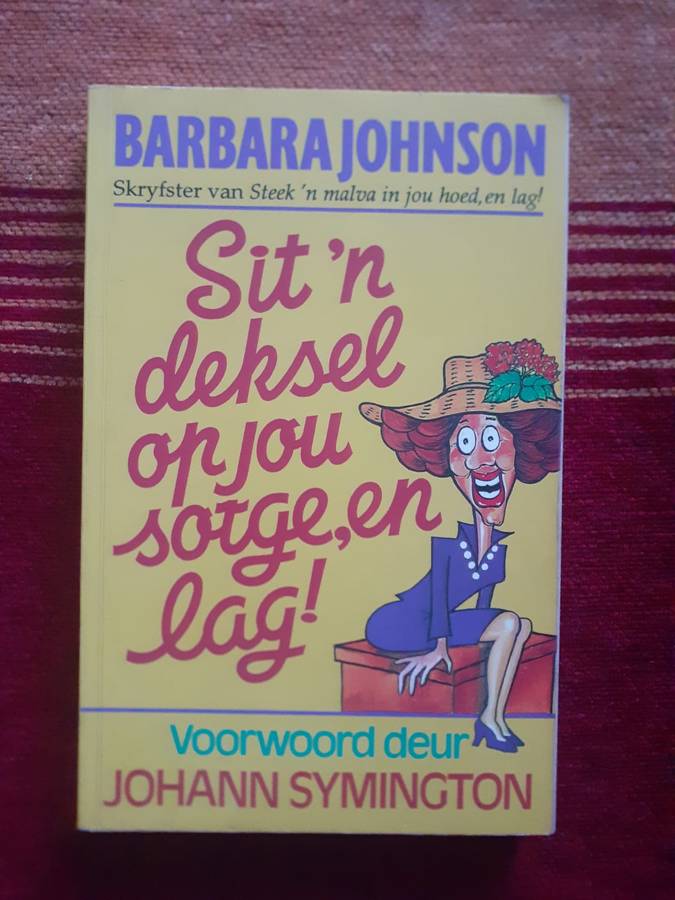 BARBARA JOHNSON
Skryfster van Steek 'n malva in jou hoed, en lag!
Sit 'n
deksel
op jou
sorge, en
lag!
Voorwoord deur
JOHANN SYMINGTON